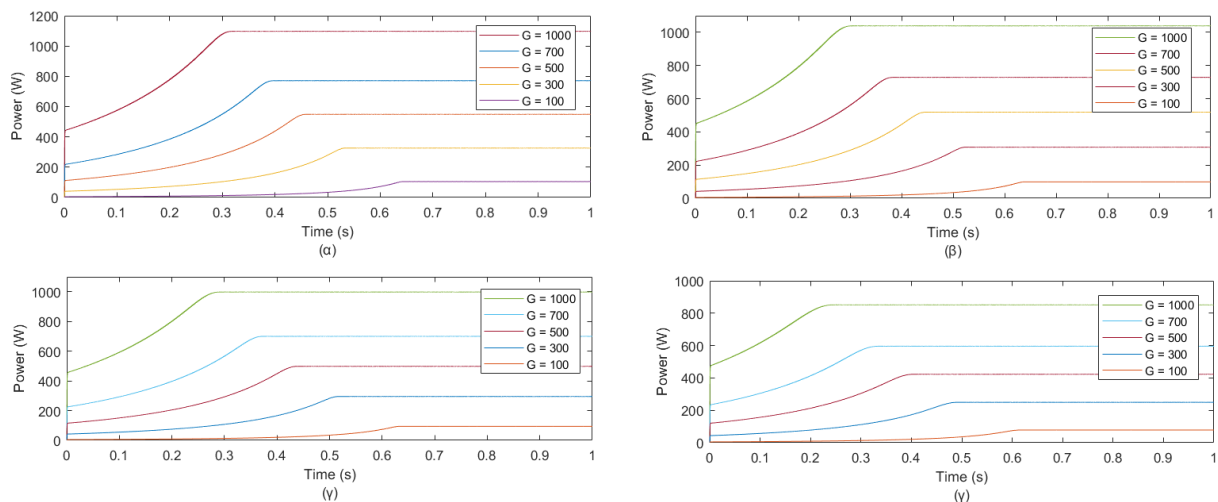 1200
1000
800
600
400
200
0
Power (W)
G = 1000
G = 700
G = 500
G = 300
G = 100
0 0.1 0.2 0.3 0.4 0.5 0.6 0.7 0.8 0.9 1
Time (s)
(α)
1000
800
600
400
200
0
Power (W)
G = 1000
G = 700
G = 500
G = 300
G = 100
0 0.1 0.2 0.3 0.4 0.5 0.6 0.7 0.8 0.9 1
Time (s)
(β)
1000
800
600
400
200
0
Power (W)
G = 1000
G = 700
G = 500
G = 300
G = 100
0 0.1 0.2 0.3 0.4 0.5 0.6 0.7 0.8 0.9 1
Time (s)
(γ)
1000
800
600
400
200
0
Power (W)
G = 1000
G = 700
G = 500
G = 300
G = 100
0 0.1 0.2 0.3 0.4 0.5 0.6 0.7 0.8 0.9 1
Time (s)
(γ)